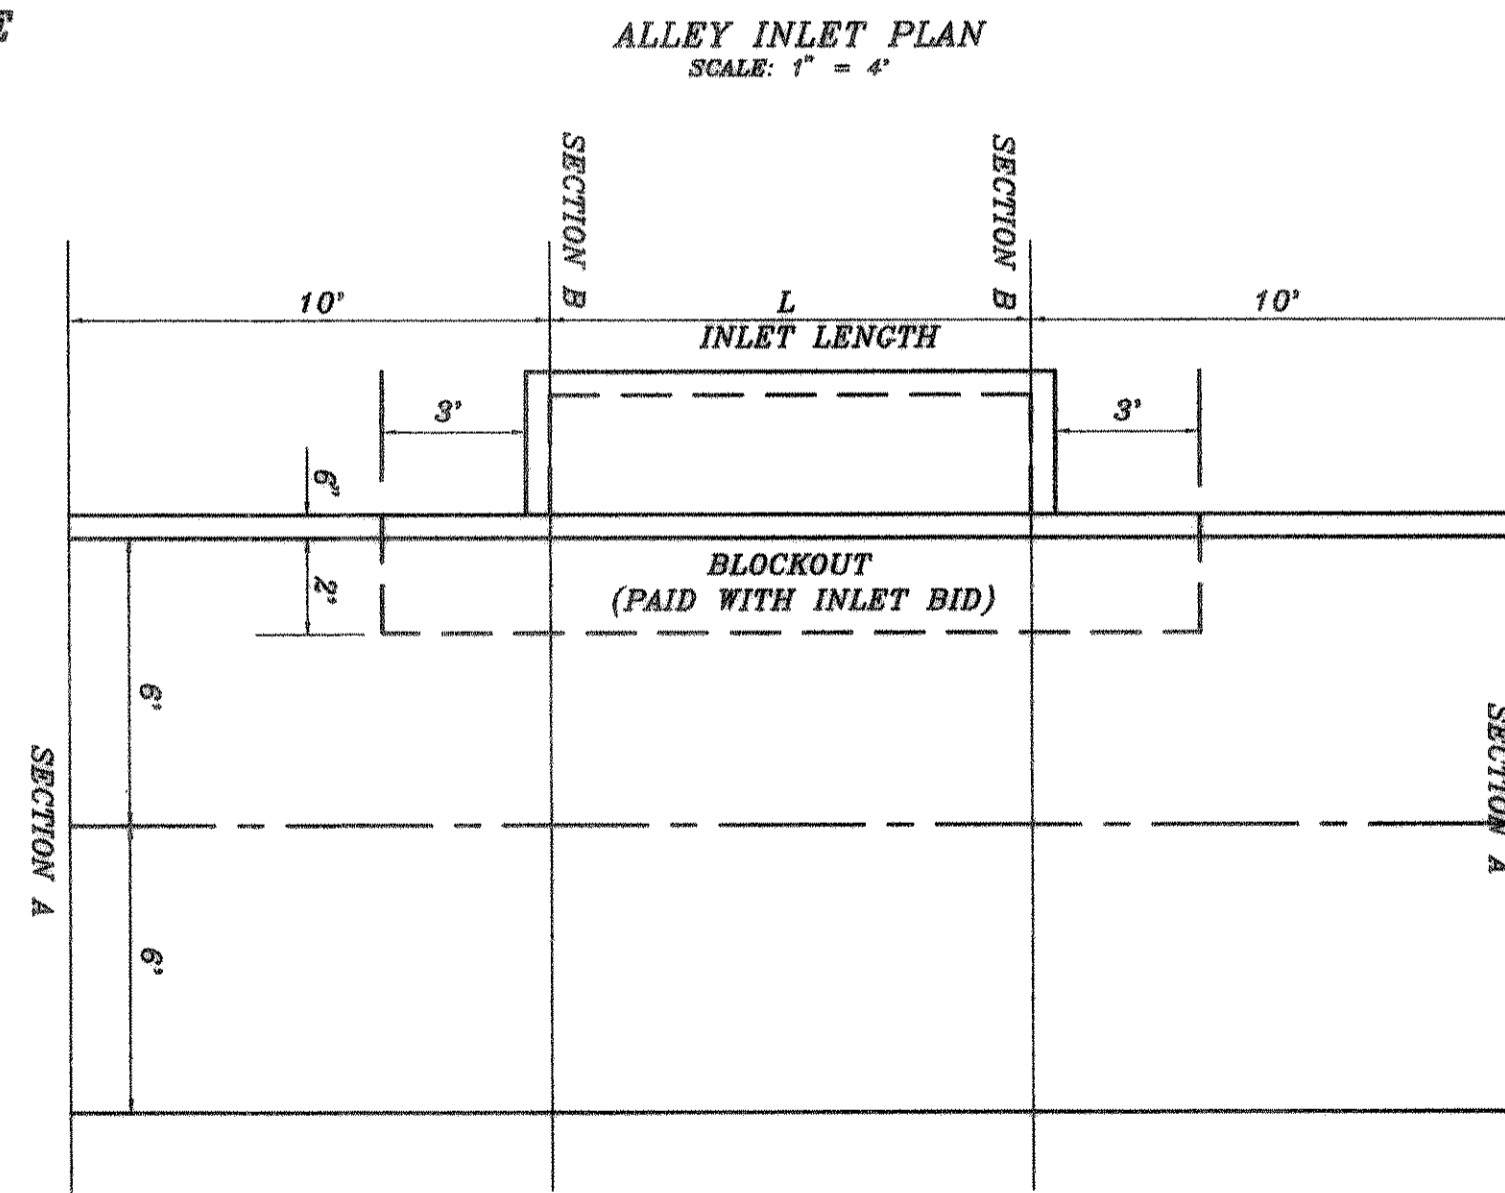 E
ALLEY INLET PLAN
SCALE: 1" = 4'
SECTION B
SECTION B
10'
L
10'
INLET LENGTH
3'
3'
6"
BLOCKOUT
2'
(PAID WITH INLET BID)
6'
SECTION A
SECTION A
6'